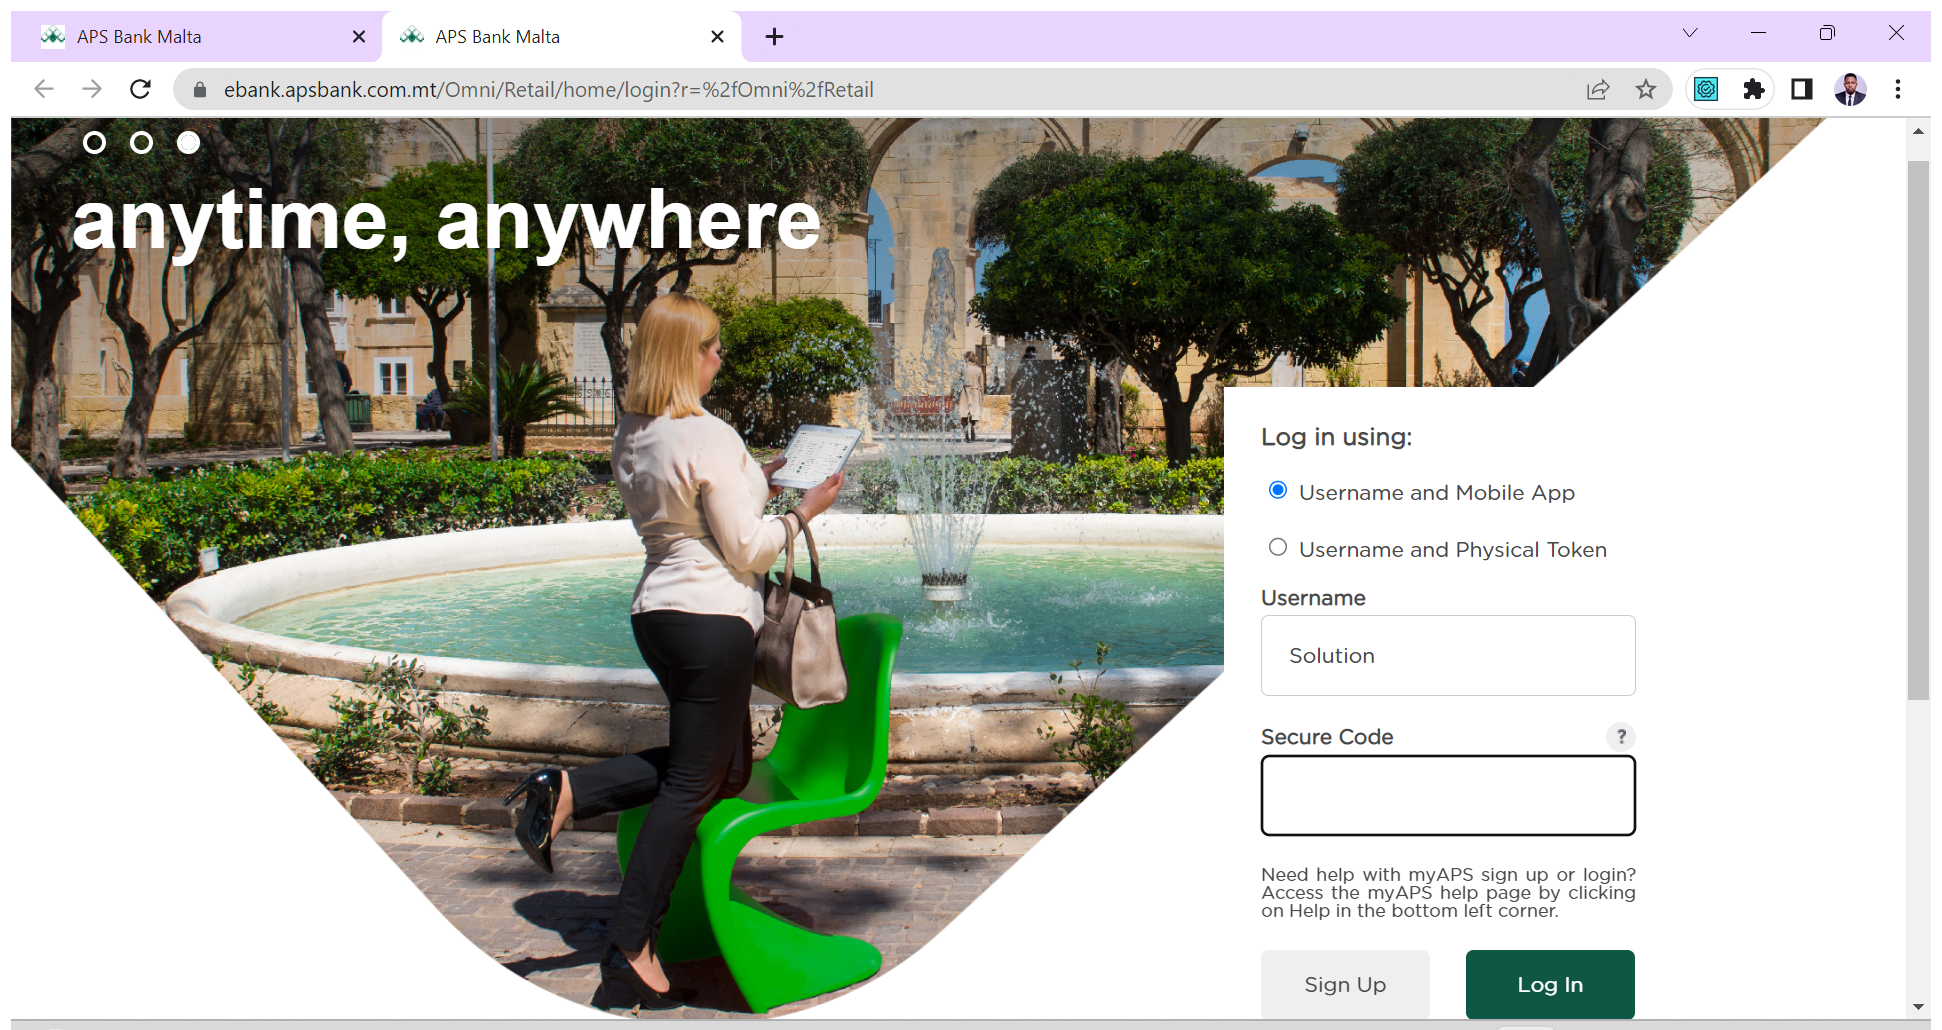 APS Bank Malta
APS Bank Malta
ebank.apsbank.com.mt/Omni/Retail/home/login?r=%2fOmni%2fRetail
anytime, anywhere
Log in using:
Username and Mobile App
Username and Physical Token
Username
Solution
Secure Code
?
Need help with myAPS sign up or login?
Access the myAPS help page by clicking
on Help in the bottom left corner.
Sign Up
Log In